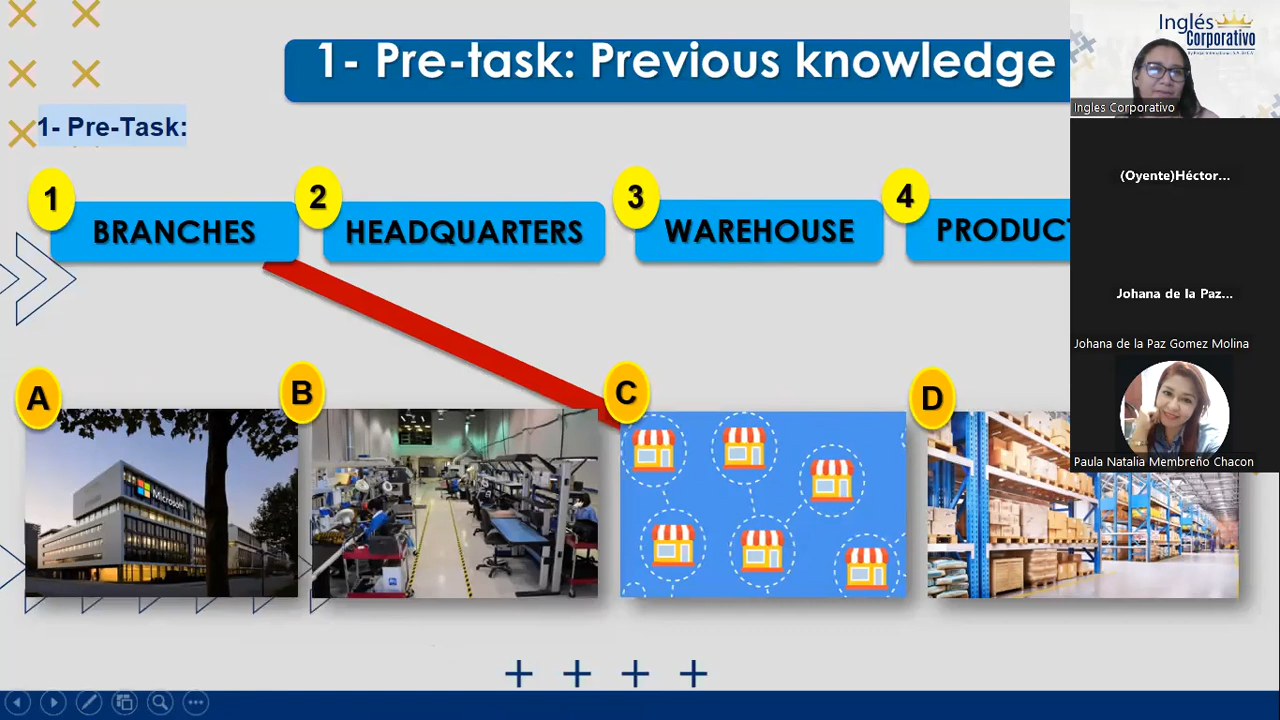 1- Pre-task: Previous knowledge
Inglés
Corporativo
Ingles Corporativo
1- Pre-Task:
(Oyente)Héctor...
1
2
3
4
BRANCHES
HEADQUARTERS
WAREHOUSE
PRODUCT
Johana de la Paz...
Johana de la Paz Gomez Molina
A
B
C
D
Microsoft
Paula Natalia Membreño Chacon